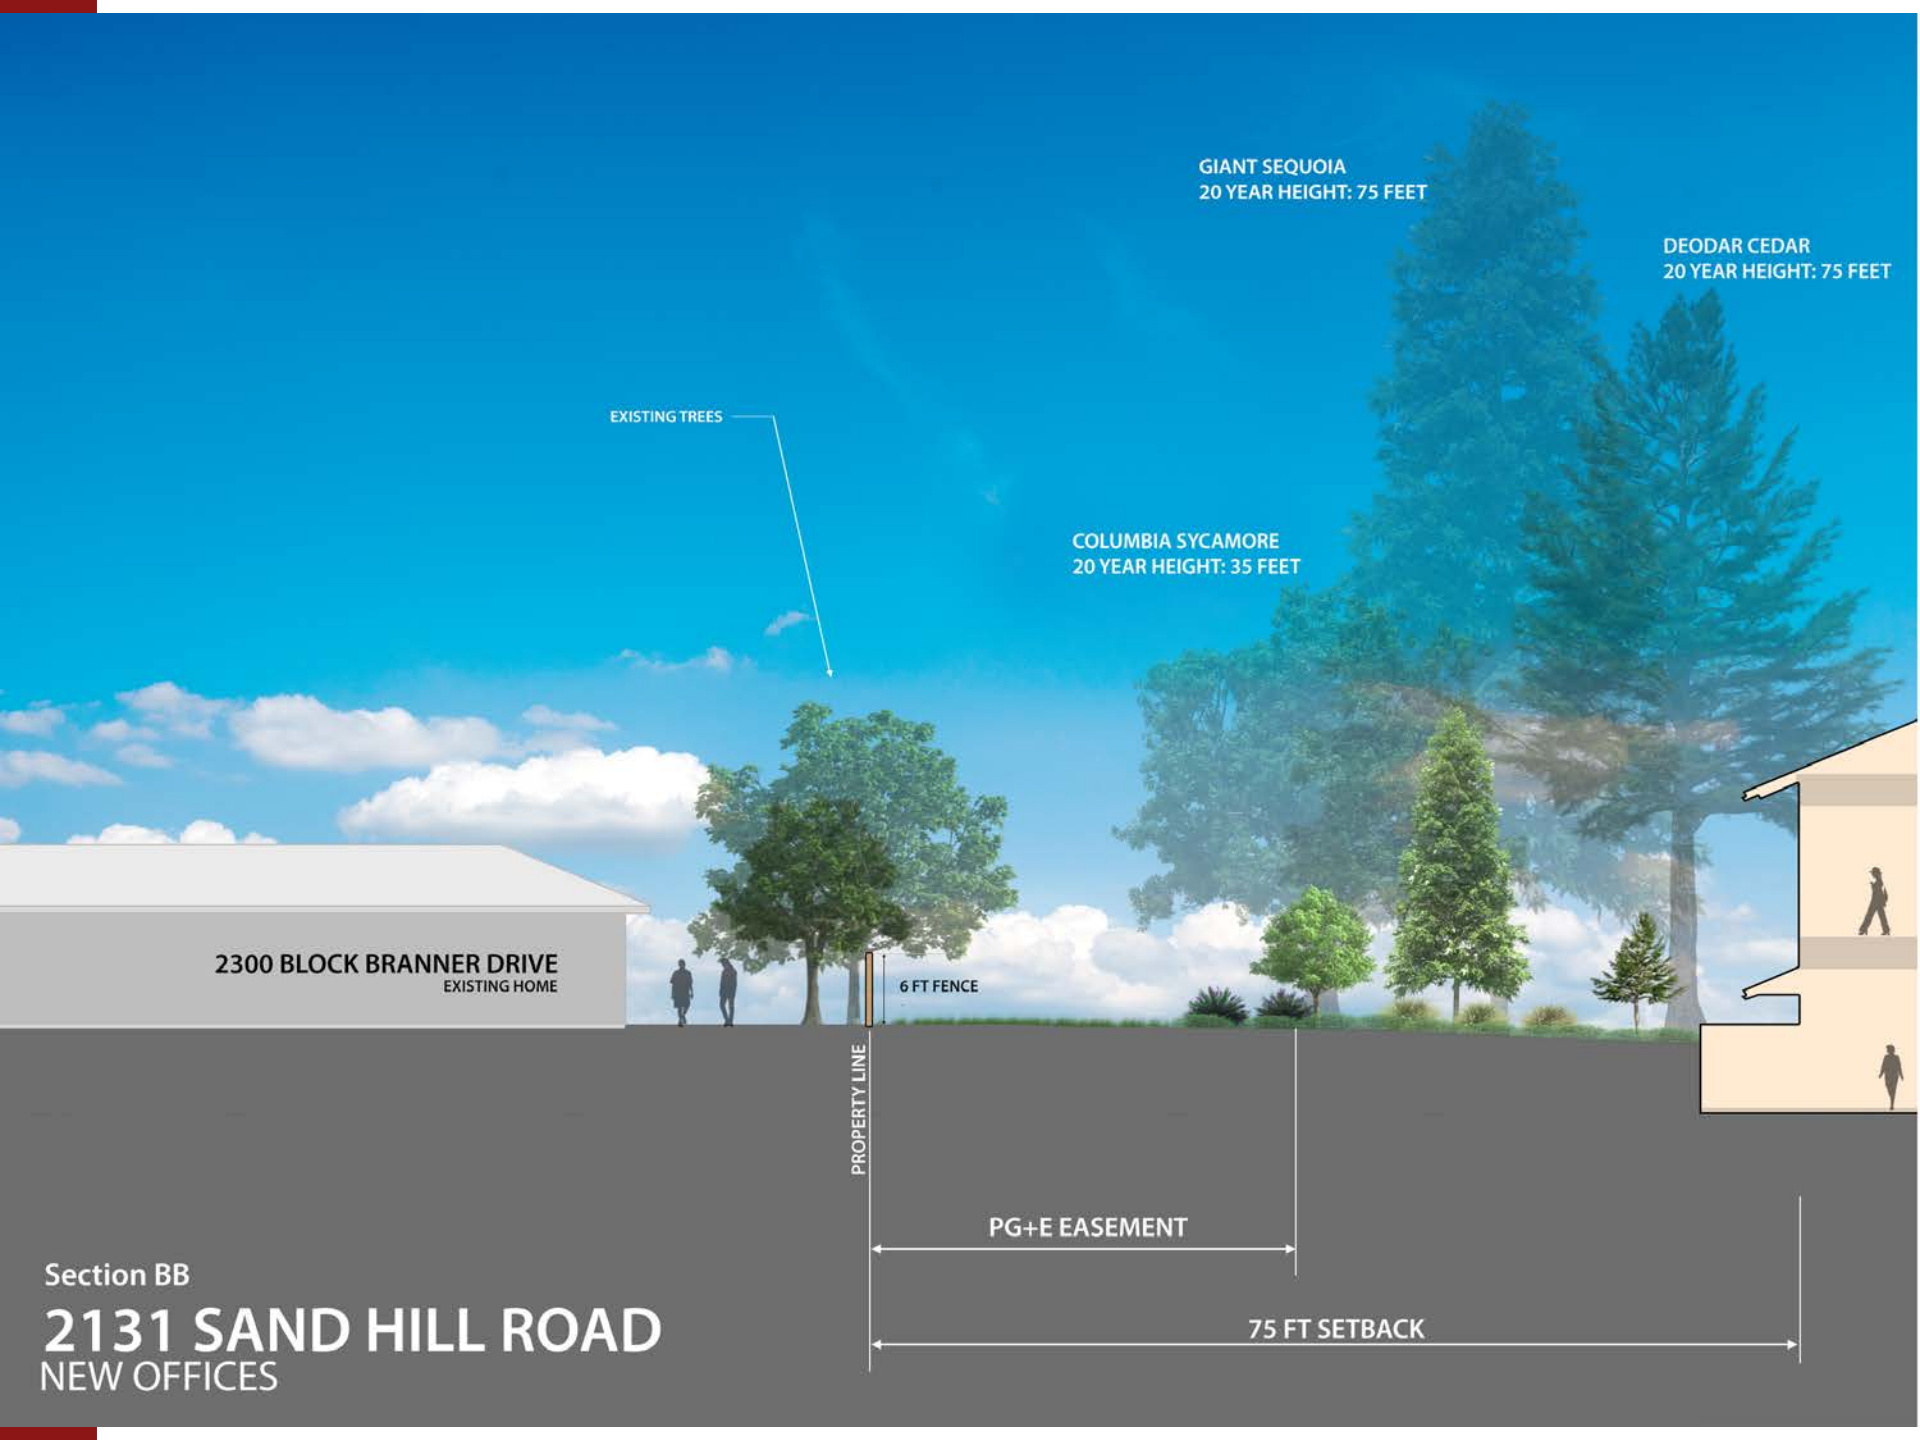 GIANT SEQUOIA
20 YEAR HEIGHT: 75 FEET
DEODAR CEDAR
20 YEAR HEIGHT: 75 FEET
EXISTING TREES
COLUMBIA SYCAMORE
20 YEAR HEIGHT: 35 FEET
2300 BLOCK BRANNER DRIVE
EXISTING HOME
6 FT FENCE
PROPERTY LINE
PG+E EASEMENT
75 FT SETBACK
Section BB
2131 SAND HILL ROAD
NEW OFFICES